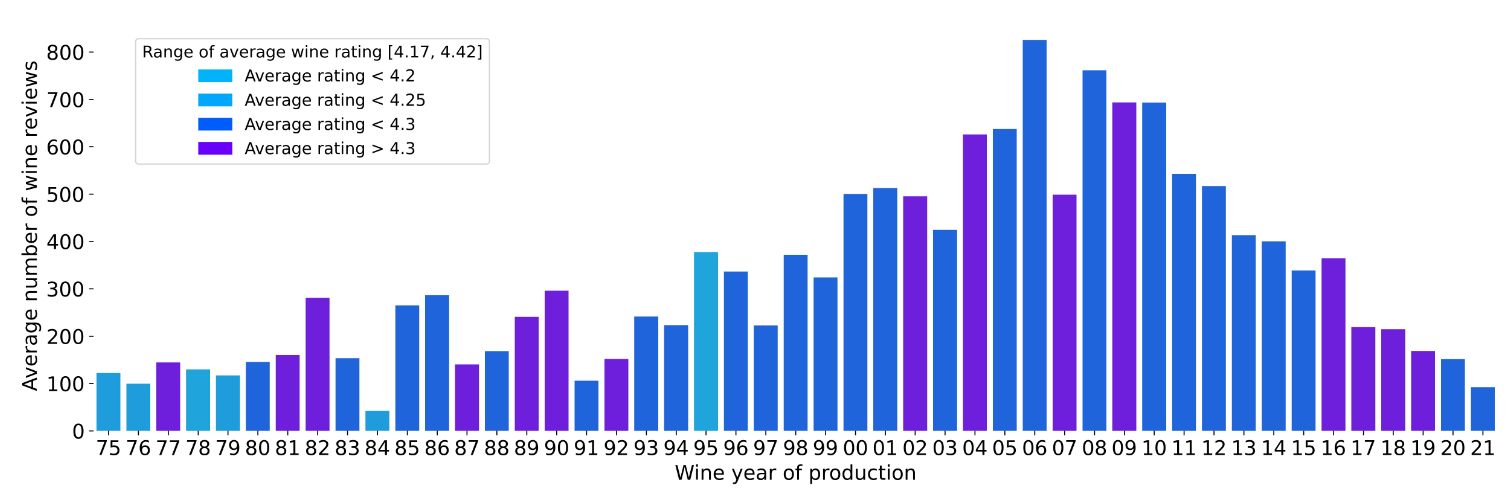 Range of average wine rating [4.17, 4.42]
Average rating < 4.2
Average rating < 4.25
Average rating < 4.3
Average rating > 4.3
Average number of wine reviews
800
700
600
500
400
300
200
100
0
75 76 77 78 79 80 81 82 83 84 85 86 87 88 89 90 91 92 93 94 95 96 97 98 99 00 01 02 03 04 05 06 07 08 09 10 11 12 13 14 15 16 17 18 19 20 21
Wine year of production